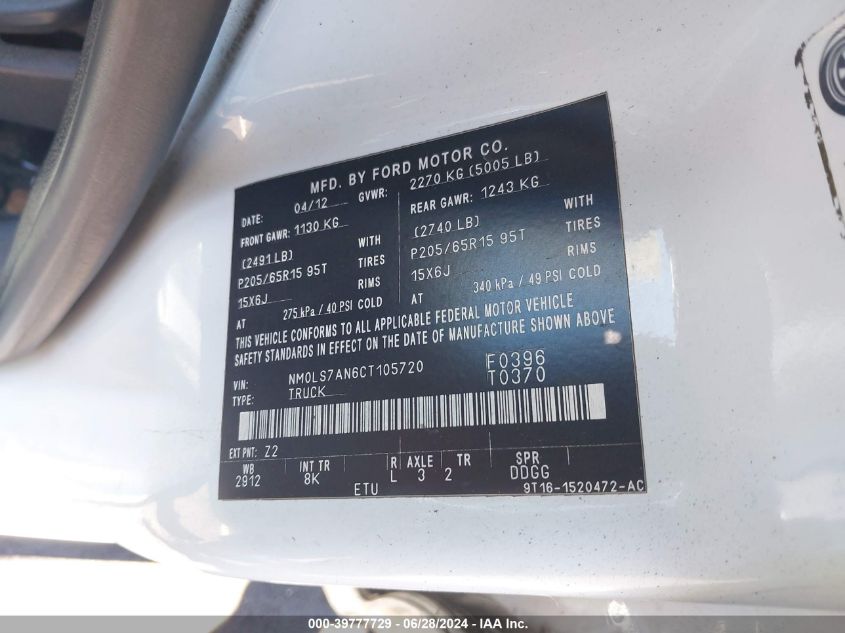 MFD. BY FORD MOTOR CO.
DATE: 04/12 GVWR: 2270 KG (5005 LB)
FRONT GAWR: 1130 KG REAR GAWR: 1243 KG
(2491 LB) WITH (2740 LB) WITH
P205/65R15 95T TIRES P205/65R15 95T TIRES
15X6J RIMS 15X6J RIMS
AT 275 kPa / 40 PSI COLD AT 340 kPa / 49 PSI COLD
THIS VEHICLE CONFORMS TO ALL APPLICABLE FEDERAL MOTOR VEHICLE
SAFETY STANDARDS IN EFFECT ON THE DATE OF MANUFACTURE SHOWN ABOVE
VIN: NM0LS7AN6CT105720 F0396
TYPE: TRUCK T0370
EXT PNT: Z2
WB INT TR R AXLE TR SPR
2912 8K L 3 2 DDGG
ETU 9T16-1520472-AC
000-39777729 - 06/28/2024 - IAA Inc.